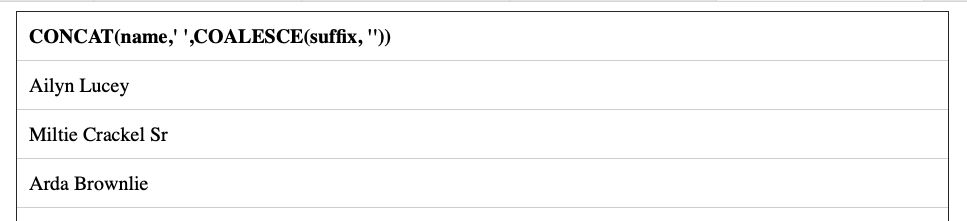 CONCAT(name,' ',COALESCE(suffix, ''))
Ailyn Lucey
Miltie Crackel Sr
Arda Brownlie